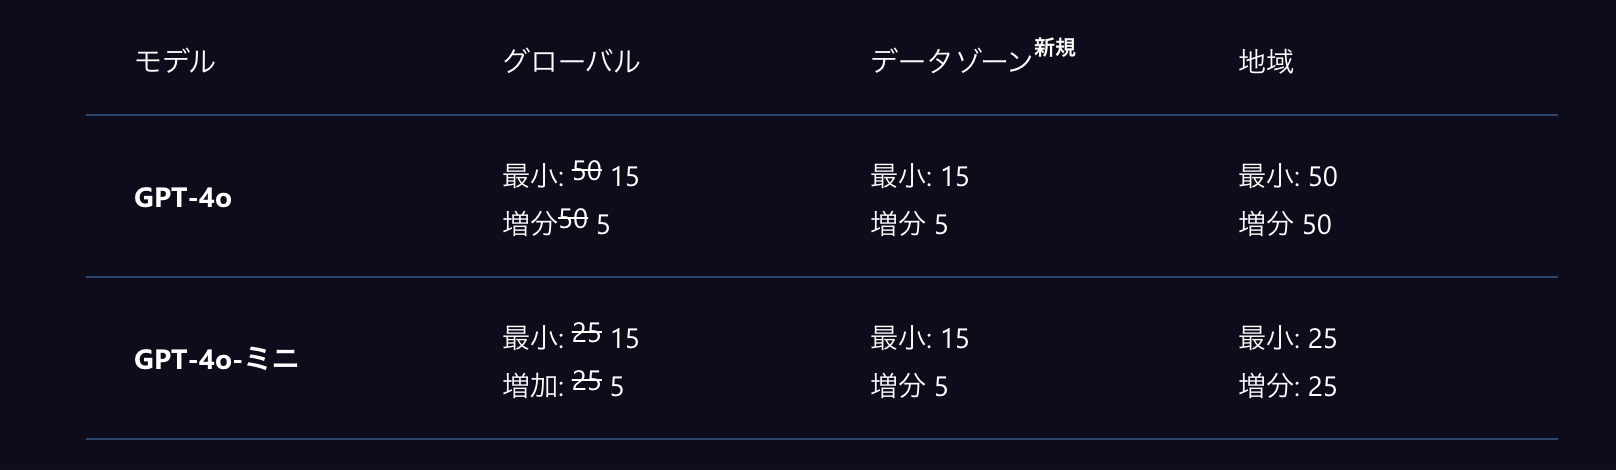 モデル グローバル データゾーン新規 地域
GPT-4o
最小: 50 15
増分50 5
最小: 15
増分 5
最小: 50
増分 50
GPT-4o-ミニ
最小: 25 15
増加: 25 5
最小: 15
増分 5
最小: 25
増分: 25